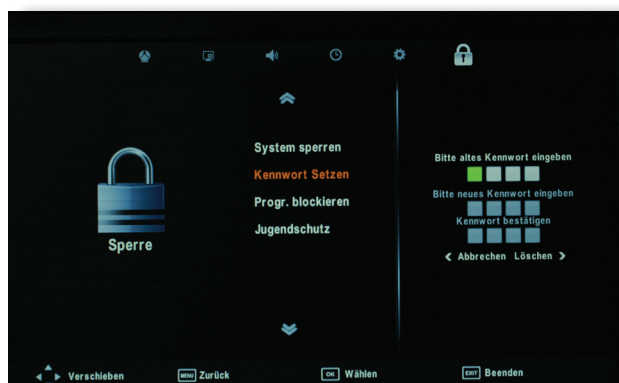 System sperren
Kennwort Setzen
Progr. blockieren
Jugendschutz
Sperre
Bitte altes Kennwort eingeben
Bitte neues Kennwort eingeben
Kennwort bestätigen
Abbrechen Löschen
Verschieben
MENU Zurück
OK Wählen
EXIT Beenden